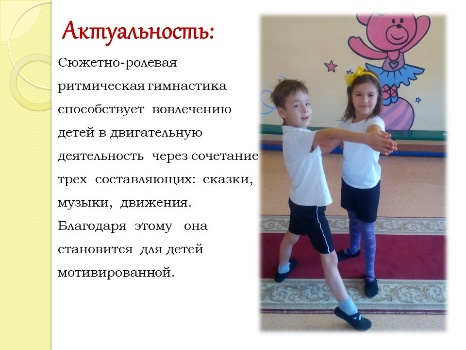 Актуальность:
Сюжетно-ролевая
ритмическая гимнастика
способствует вовлечению
детей в двигательную
деятельность через сочетание
трех составляющих: сказки,
музыки, движения.
Благодаря этому она
становится для детей
мотивированной.